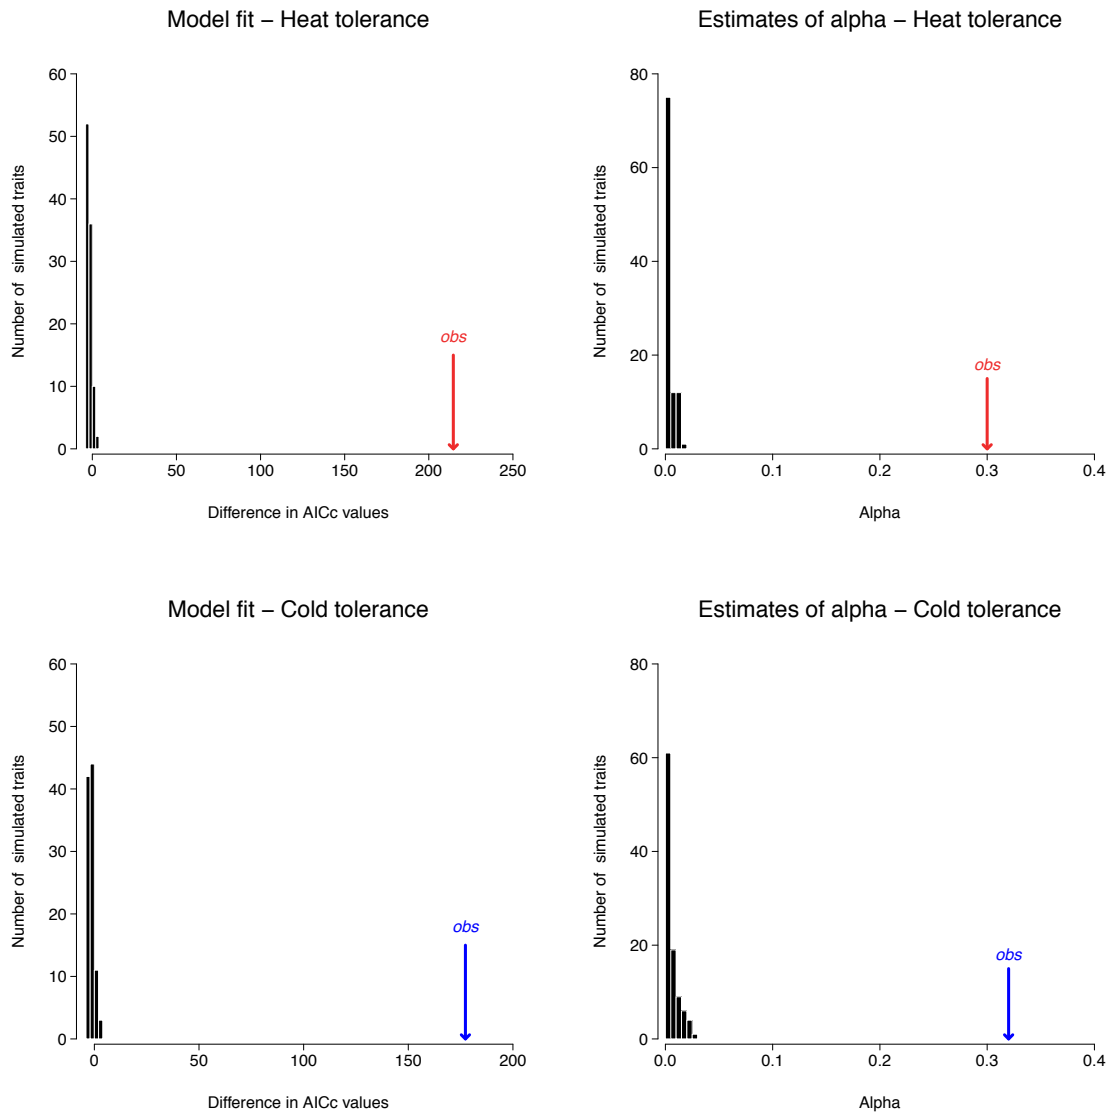 Model fit – Heat tolerance
60
50
40
30
20
10
0
Number of simulated traits
obs
0 50 100 150 200 250
Difference in AICc values
Estimates of alpha – Heat tolerance
80
60
40
20
0
Number of simulated traits
obs
0.0 0.1 0.2 0.3 0.4
Alpha
Model fit – Cold tolerance
60
50
40
30
20
10
0
Number of simulated traits
obs
0 50 100 150 200
Difference in AICc values
Estimates of alpha – Cold tolerance
80
60
40
20
0
Number of simulated traits
obs
0.0 0.1 0.2 0.3 0.4
Alpha